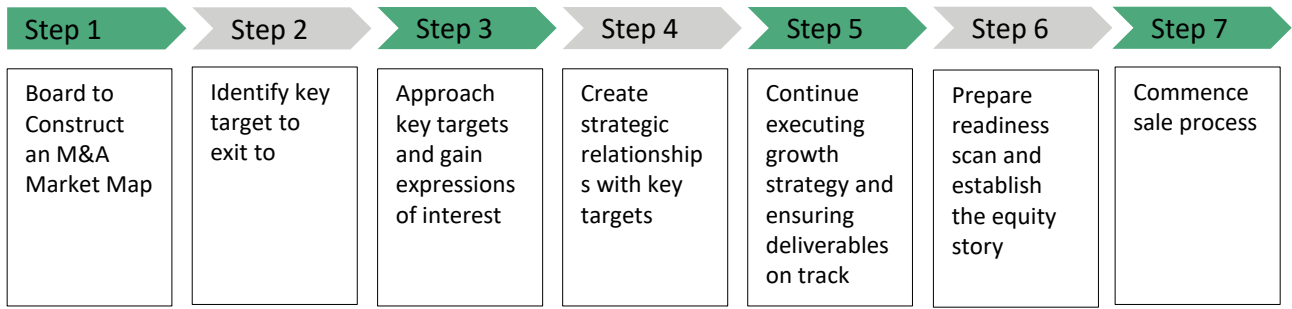 Step 1
Step 2
Step 3
Step 4
Step 5
Step 6
Step 7
Board to
Construct
an M&A
Market Map
Identify key
target to
exit to
Approach
key targets
and gain
expressions
of interest
Create
strategic
relationship
s with key
targets
Continue
executing
growth
strategy and
ensuring
deliverables
on track
Prepare
readiness
scan and
establish
the equity
story
Commence
sale process